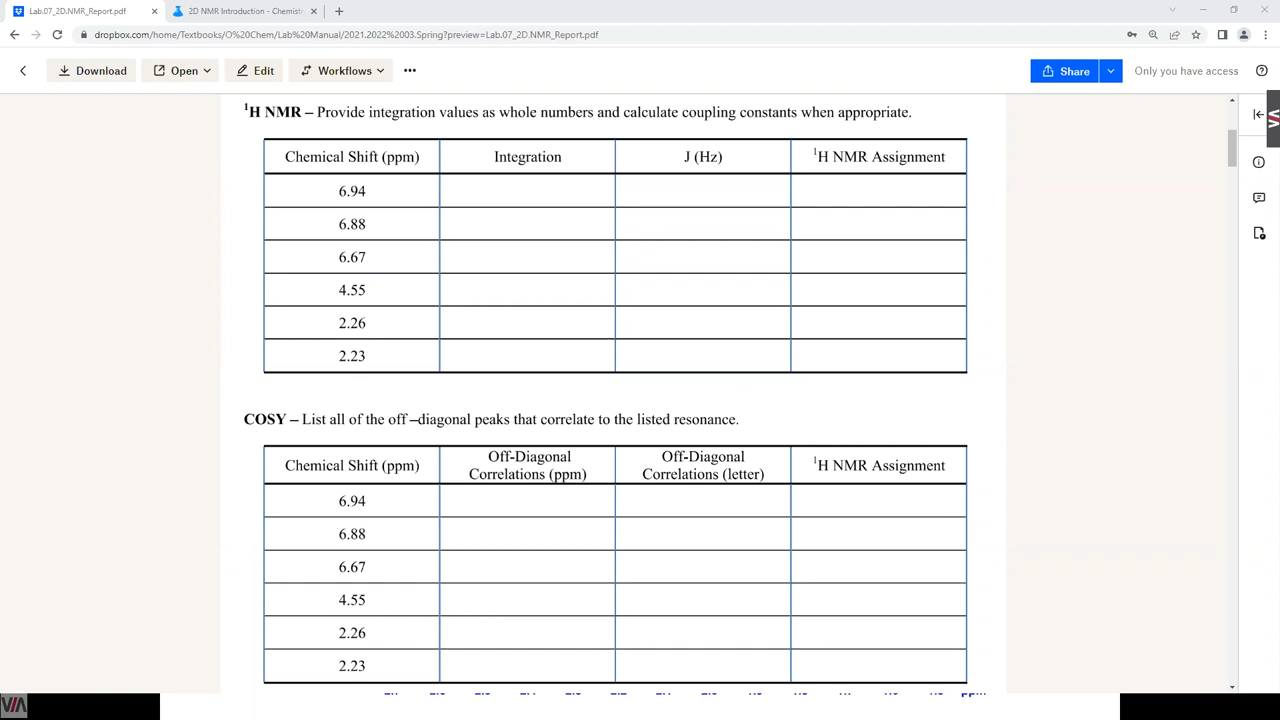 Lab.07_2D.NMR_Report.pdf
2D NMR Introduction - Chemistr
dropbox.com/home/Textbooks/O%20Chem/Lab%20Manual/2021.2022%2003.Spring?preview=Lab.07_2D.NMR_Report.pdf
Download Open Edit Workflows Share Only you have access
¹H NMR – Provide integration values as whole numbers and calculate coupling constants when appropriate.
Chemical Shift (ppm) Integration J (Hz) ¹H NMR Assignment
6.94
6.88
6.67
4.55
2.26
2.23
COSY – List all of the off –diagonal peaks that correlate to the listed resonance.
Chemical Shift (ppm) Off-Diagonal Correlations (ppm) Off-Diagonal Correlations (letter) ¹H NMR Assignment
6.94
6.88
6.67
4.55
2.26
2.23
ppm
VIA